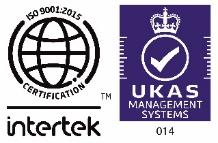 ISO 9001:2015
CERTIFICATION
TM
intertek
UKAS
MANAGEMENT
SYSTEMS
014